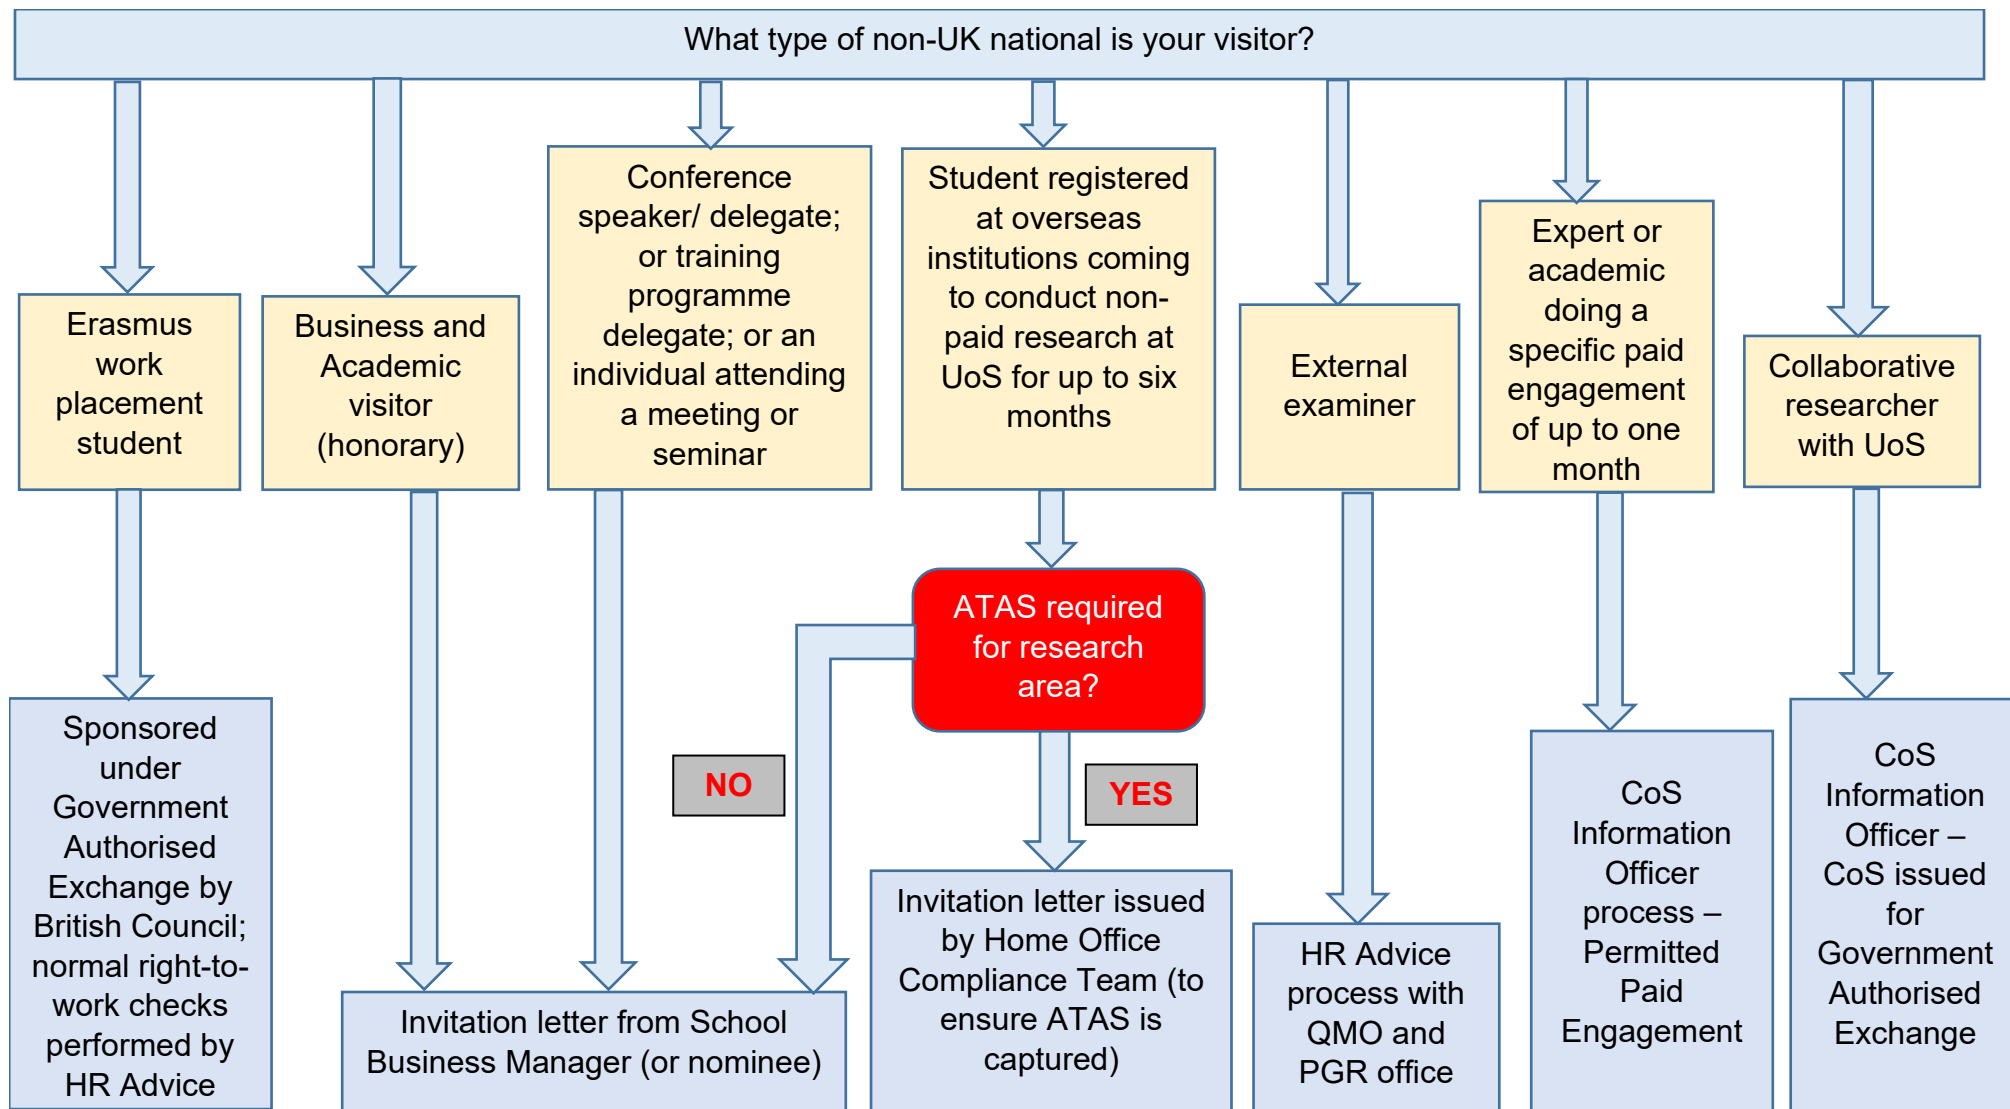 What type of non-UK national is your visitor?
Erasmus
work
placement
student
Business and
Academic
visitor
(honorary)
Conference
speaker/ delegate;
or training
programme
delegate; or an
individual attending
a meeting or
seminar
Student registered
at overseas
institutions coming
to conduct non-
paid research at
UoS for up to six
months
External
examiner
Expert or
academic
doing a
specific paid
engagement
of up to one
month
Collaborative
researcher
with UoS
ATAS required
for research
area?
NO
YES
Sponsored
under
Government
Authorised
Exchange by
British Council;
normal right-to-
work checks
performed by
HR Advice
Invitation letter from School
Business Manager (or nominee)
Invitation letter issued
by Home Office
Compliance Team (to
ensure ATAS is
captured)
HR Advice
process with
QMO and
PGR office
CoS
Information
Officer
process –
Permitted
Paid
Engagement
CoS
Information
Officer –
CoS issued
for
Government
Authorised
Exchange